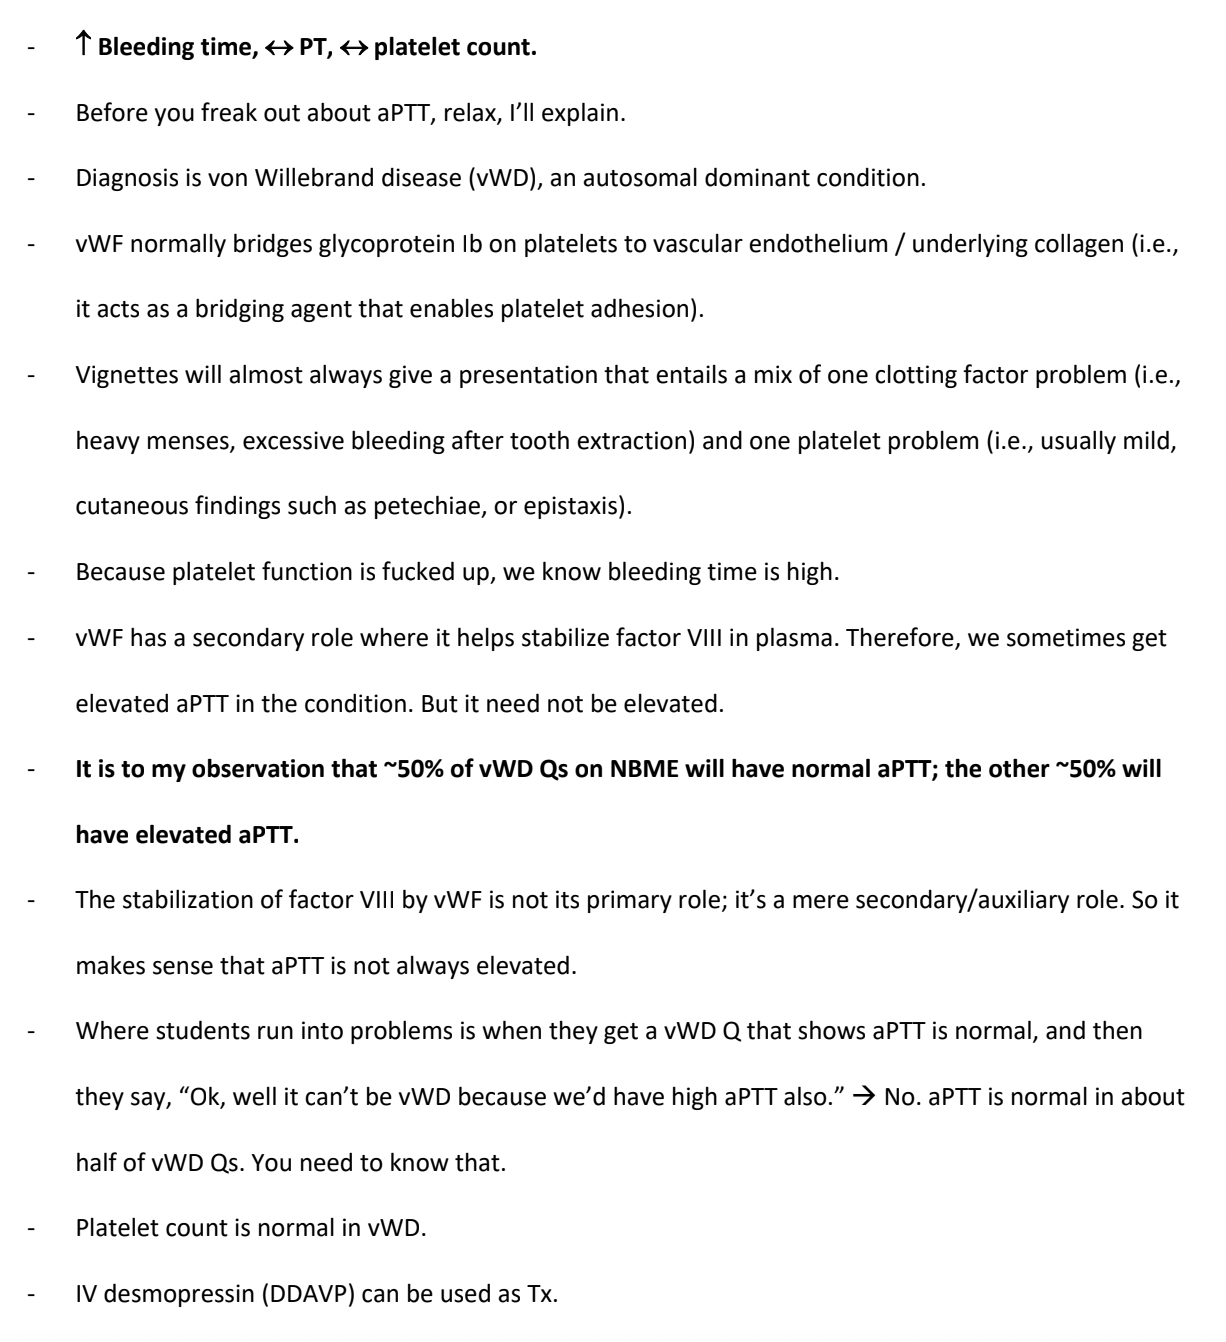 - ↑ Bleeding time, ↔ PT, ↔ platelet count.
- Before you freak out about aPTT, relax, I’ll explain.
- Diagnosis is von Willebrand disease (vWD), an autosomal dominant condition.
- vWF normally bridges glycoprotein Ib on platelets to vascular endothelium / underlying collagen (i.e.,
it acts as a bridging agent that enables platelet adhesion).
- Vignettes will almost always give a presentation that entails a mix of one clotting factor problem (i.e.,
heavy menses, excessive bleeding after tooth extraction) and one platelet problem (i.e., usually mild,
cutaneous findings such as petechiae, or epistaxis).
- Because platelet function is fucked up, we know bleeding time is high.
- vWF has a secondary role where it helps stabilize factor VIII in plasma. Therefore, we sometimes get
elevated aPTT in the condition. But it need not be elevated.
- It is to my observation that ~50% of vWD Qs on NBME will have normal aPTT; the other ~50% will
have elevated aPTT.
- The stabilization of factor VIII by vWF is not its primary role; it’s a mere secondary/auxiliary role. So it
makes sense that aPTT is not always elevated.
- Where students run into problems is when they get a vWD Q that shows aPTT is normal, and then
they say, “Ok, well it can’t be vWD because we’d have high aPTT also.” → No. aPTT is normal in about
half of vWD Qs. You need to know that.
- Platelet count is normal in vWD.
- IV desmopressin (DDAVP) can be used as Tx.